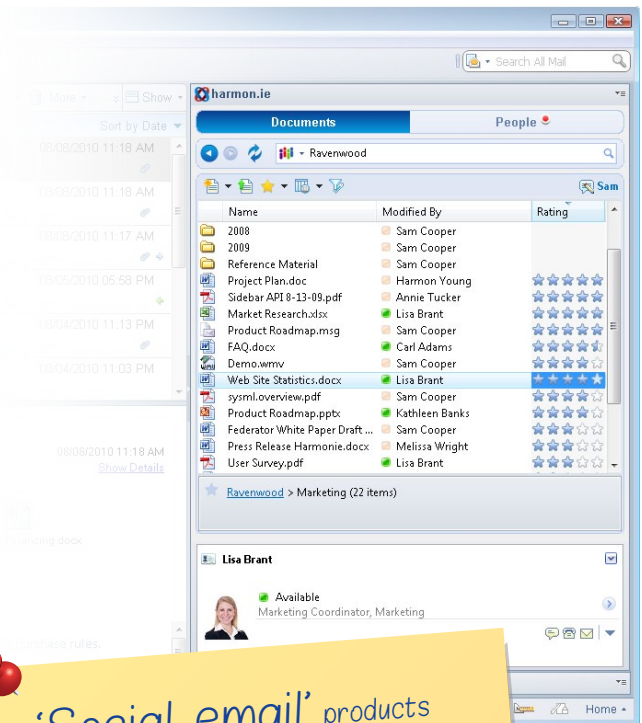 Search All Mail
More Show
Sort by Date
08/08/2010 11:18 AM
08/08/2010 11:18 AM
08/08/2010 11:17 AM
08/05/2010 05:58 PM
08/04/2010 11:13 PM
08/04/2010 11:03 PM
08/08/2010 11:18 AM
Show Details
harmon.ie
Documents People
Ravenwood
Sam
Name Modified By Rating
2008 Sam Cooper
2009 Sam Cooper
Reference Material Sam Cooper
Project Plan.doc Harmon Young
Sidebar API 8-13-09.pdf Annie Tucker
Market Research.xlsx Lisa Brant
Product Roadmap.msg Sam Cooper
FAQ.docx Carl Adams
Demo.wmv Sam Cooper
Web Site Statistics.docx Lisa Brant
sysml.overview.pdf Sam Cooper
Product Roadmap.pptx Kathleen Banks
Federator White Paper Draft ... Sam Cooper
Press Release Harmonie.docx Melissa Wright
User Survey.pdf Lisa Brant
Ravenwood > Marketing (22 items)
Lisa Brant
Available
Marketing Coordinator, Marketing
rules.
'Social email' products
Home